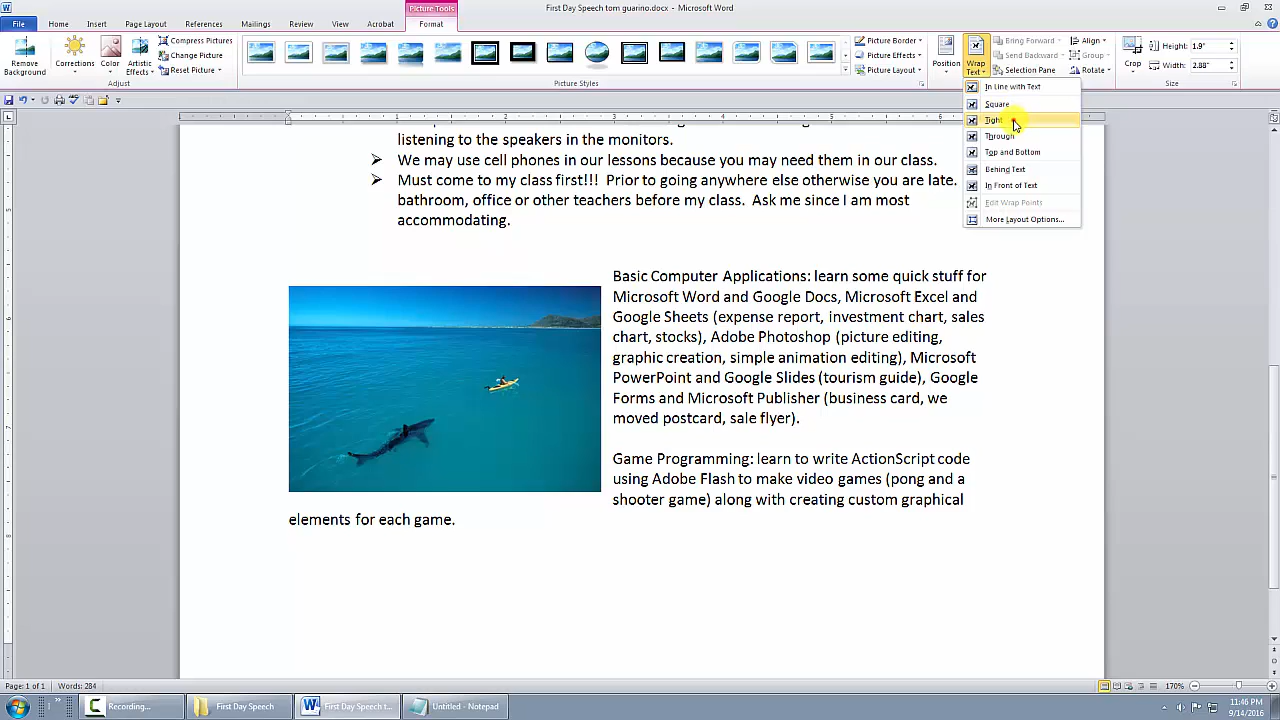 First Day Speech tom guarino.docx - Microsoft Word
Picture Tools
File Home Insert Page Layout References Mailings Review View Acrobat Format
Remove Background
Corrections
Color
Artistic Effects
Compress Pictures
Change Picture
Reset Picture
Adjust
Picture Styles
Picture Border
Picture Effects
Picture Layout
Position
Wrap Text
Bring Forward
Send Backward
Selection Pane
Align
Group
Rotate
Crop
Height: 1.9"
Width: 2.88"
Size
In Line with Text
Square
Tight
Through
Top and Bottom
Behind Text
In Front of Text
Edit Wrap Points
More Layout Options...
listening to the speakers in the monitors.
We may use cell phones in our lessons because you may need them in our class.
Must come to my class first!!! Prior to going anywhere else otherwise you are late.
bathroom, office or other teachers before my class. Ask me since I am most
accommodating.
Basic Computer Applications: learn some quick stuff for
Microsoft Word and Google Docs, Microsoft Excel and
Google Sheets (expense report, investment chart, sales
chart, stocks), Adobe Photoshop (picture editing,
graphic creation, simple animation editing), Microsoft
PowerPoint and Google Slides (tourism guide), Google
Forms and Microsoft Publisher (business card, we
moved postcard, sale flyer).
Game Programming: learn to write ActionScript code
using Adobe Flash to make video games (pong and a
shooter game) along with creating custom graphical
elements for each game.
Page: 1 of 1 Words: 284
170%
Recording...
First Day Speech
First Day Speech t...
Untitled - Notepad
11:46 PM
9/14/2016